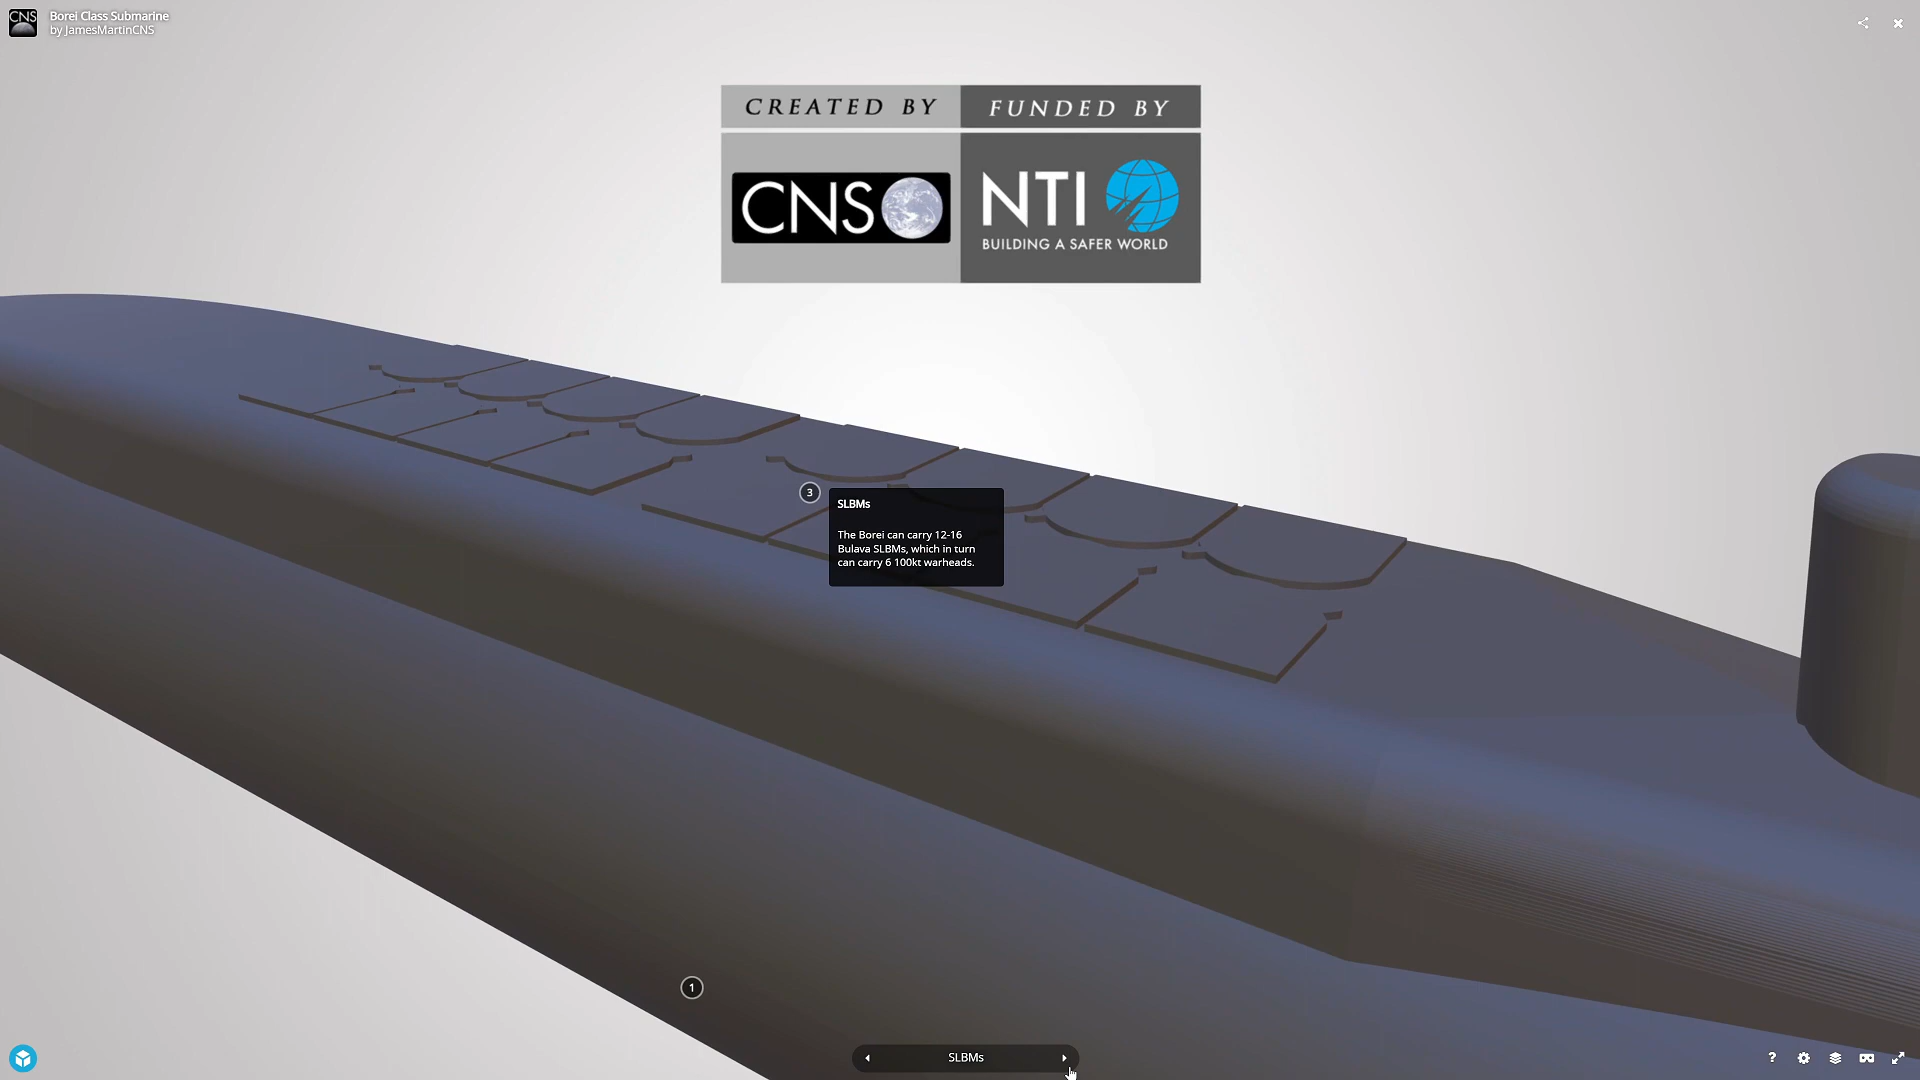 CNS
Borei Class Submarine
by JamesMartinCNS
CREATED BY
FUNDED BY
CNS
NTI
BUILDING A SAFER WORLD
3
SLBMs
The Borei can carry 12-16
Bulava SLBMs, which in turn
can carry 6 100kt warheads.
1
SLBMs
?